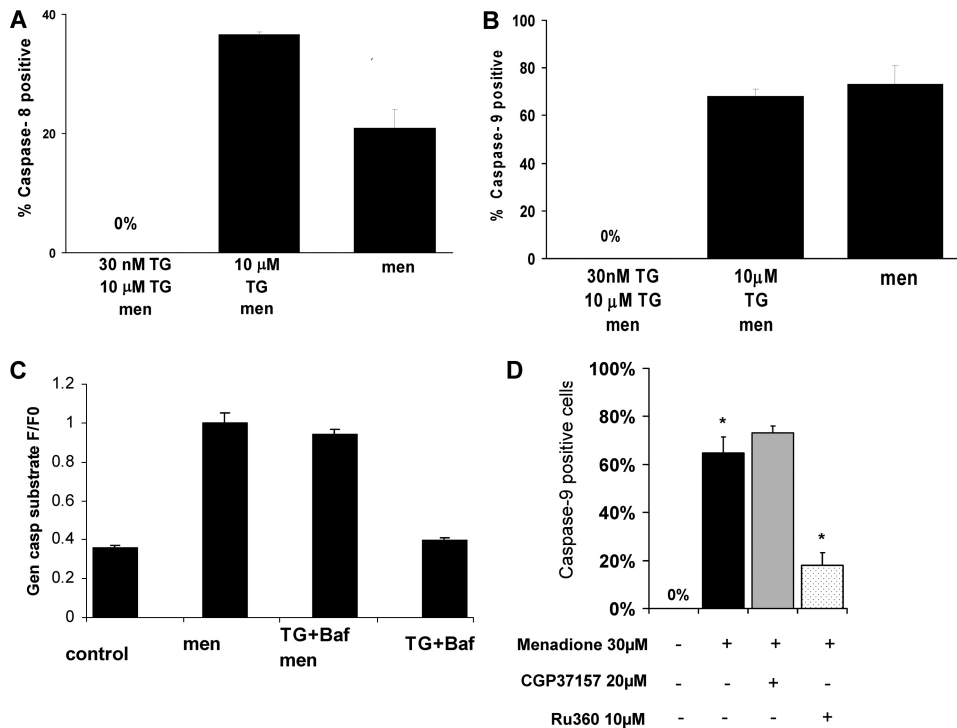 A
% Caspase- 8 positive
40
20
0
0%
30 nM TG
10 µM TG
men
10 µM
TG
men
men
B
% Caspase- 9 positive
100
80
60
40
20
0
0%
30nM TG
10 µM TG
men
10µM
TG
men
men
C
Gen casp substrate F/F0
1.2
1
0.8
0.6
0.4
0.2
0
control
men
TG+Baf
men
TG+Baf
D
Caspase-9 positive cells
100%
80%
60%
40%
20%
0%
0%
*
*
Menadione 30µM - + + +
CGP37157 20µM - - + -
Ru360 10µM - - - +